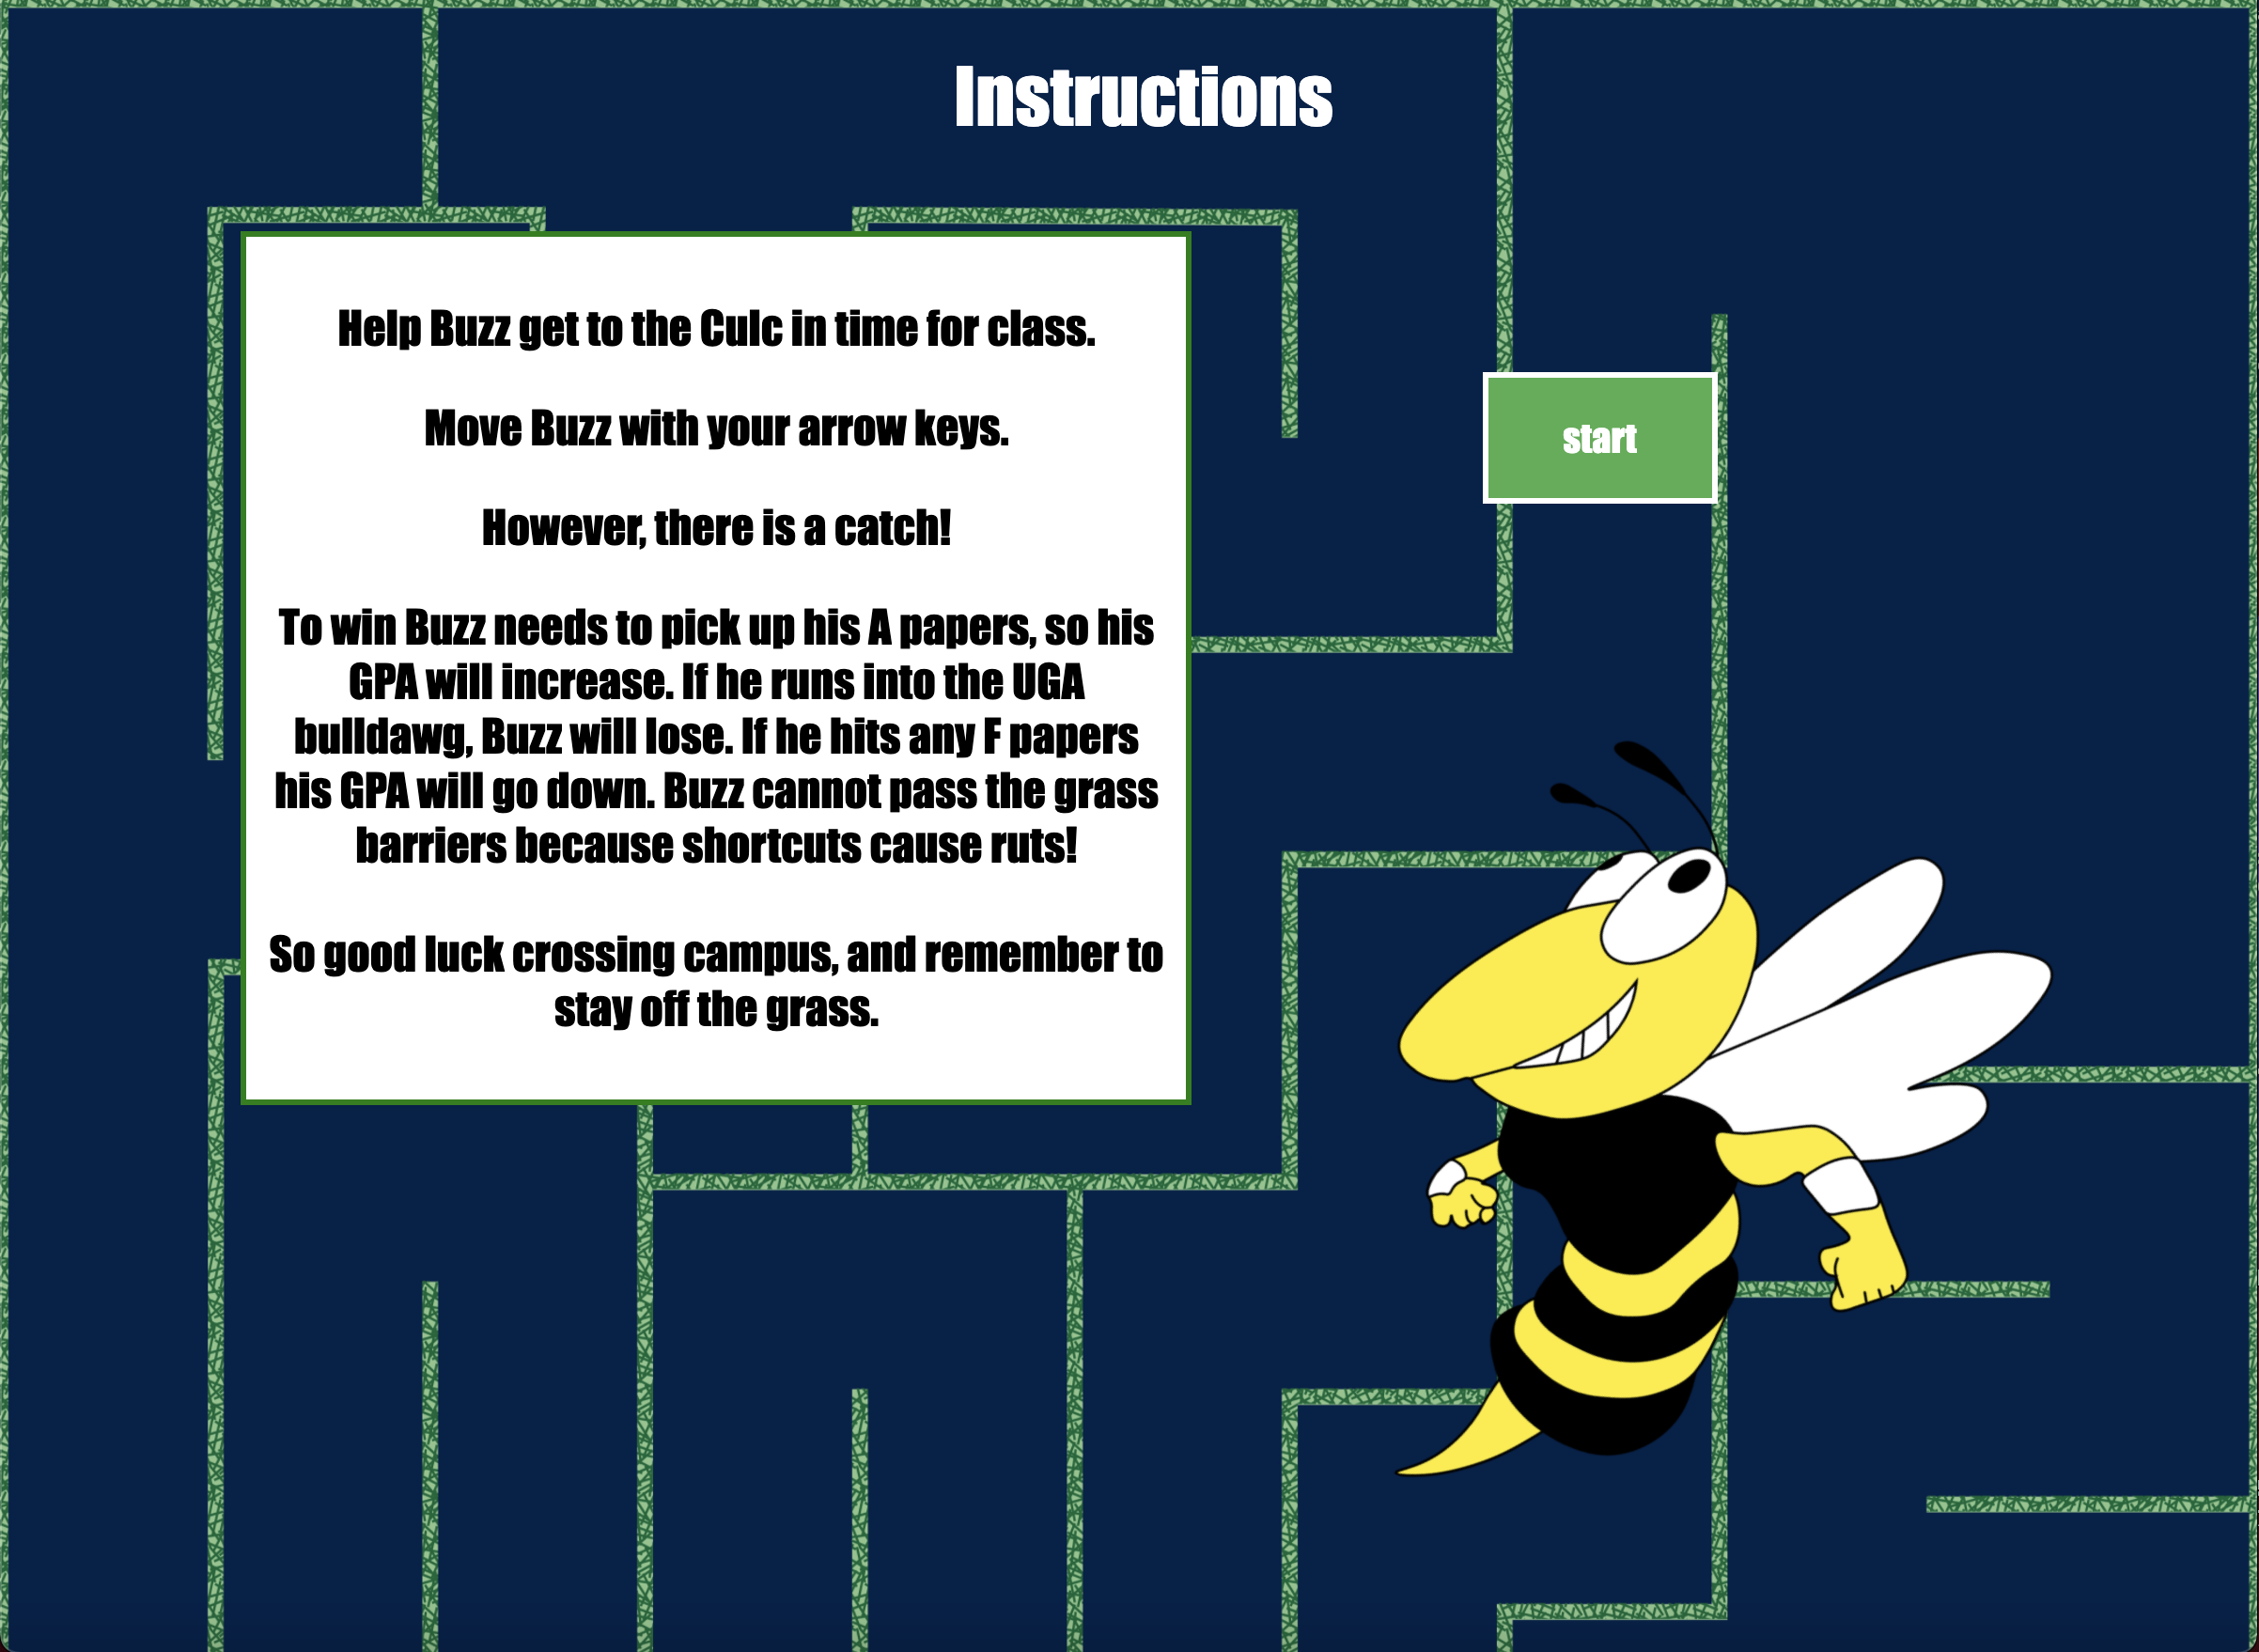 Instructions
Help Buzz get to the Culc in time for class.
Move Buzz with your arrow keys.
However, there is a catch!
To win Buzz needs to pick up his A papers, so his
GPA will increase. If he runs into the UGA
bulldawg, Buzz will lose. If he hits any F papers
his GPA will go down. Buzz cannot pass the grass
barriers because shortcuts cause ruts!
So good luck crossing campus, and remember to
stay off the grass.
start